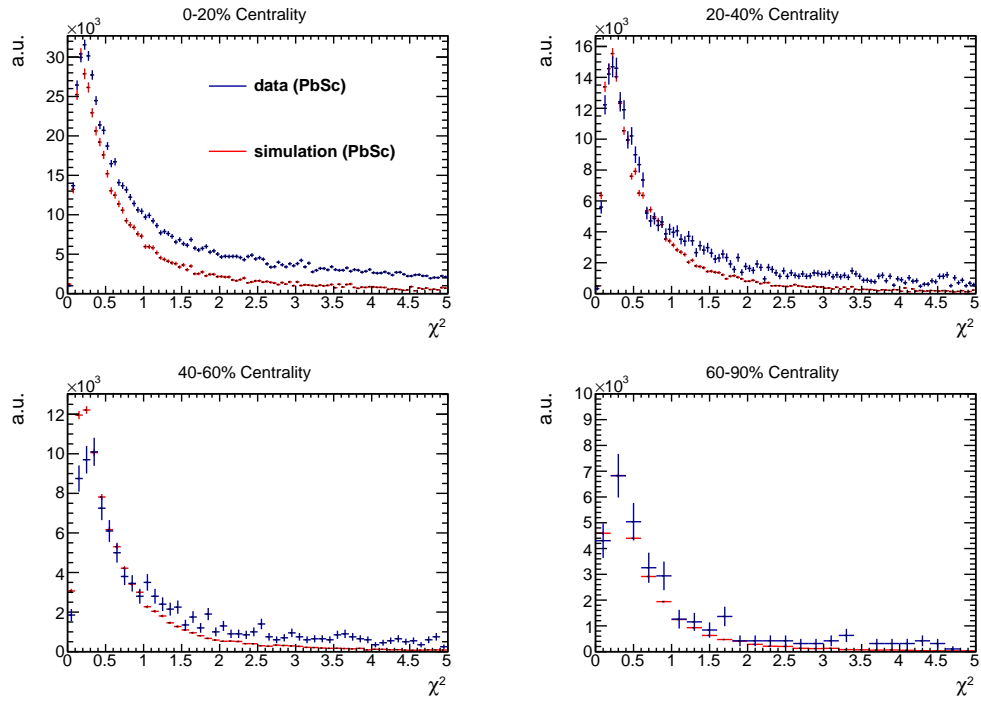 0-20% Centrality
×10³
a.u.
30
25
20
15
10
5
0
data (PbSc)
simulation (PbSc)
0 0.5 1 1.5 2 2.5 3 3.5 4 4.5 5
χ²
20-40% Centrality
×10³
a.u.
16
14
12
10
8
6
4
2
0
0 0.5 1 1.5 2 2.5 3 3.5 4 4.5 5
χ²
40-60% Centrality
×10³
a.u.
12
10
8
6
4
2
0
0 0.5 1 1.5 2 2.5 3 3.5 4 4.5 5
χ²
60-90% Centrality
×10³
a.u.
10
9
8
7
6
5
4
3
2
1
0
0 0.5 1 1.5 2 2.5 3 3.5 4 4.5 5
χ²